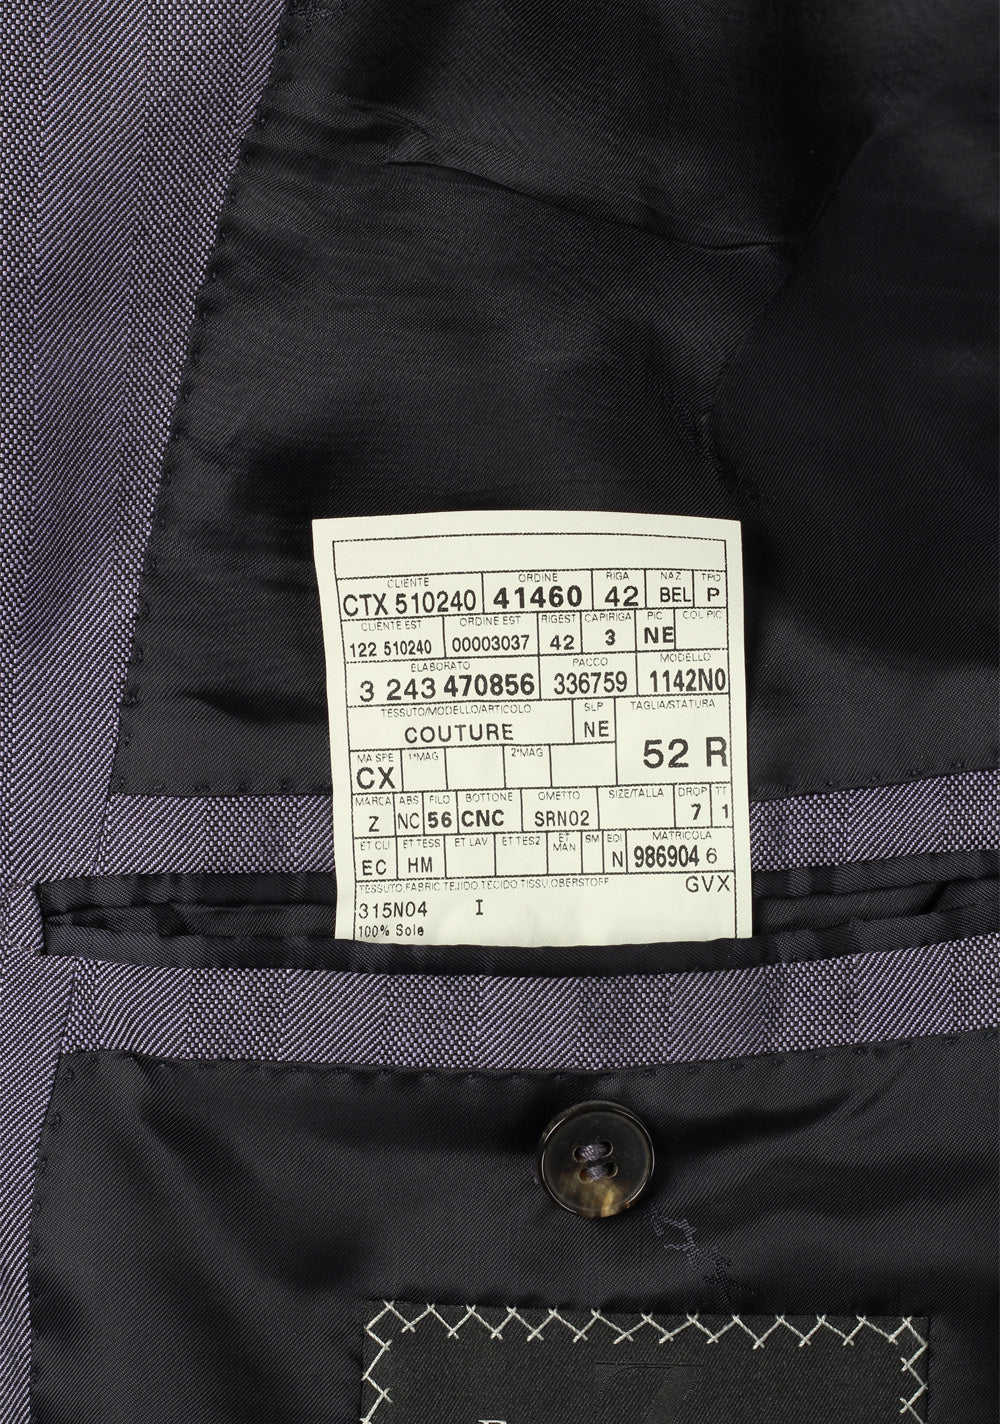 CLIENTE ORDINE RIGA NAZ TPO
CTX 510240 41460 42 BEL P
CLIENTE EST ORDINE EST RIGEST CAPIRIGA PIC COL PIC
122 510240 00003037 42 3 NE
ELABORATO PACCO MODELLO
3 243 470856 336759 1142N0
TESSUTO/MODELLO/ARTICOLO SLP TAGLIA/STATURA
COUTURE NE
52 R
MA SPE 1°MAG 2°MAG
CX
MARCA ABS FILO BOTTONE OMETTO SIZE/TALLA DROP TT
Z NC 56 CNC SRN02 7 1
ET CLI ET TESS ET LAV ET TES2 ET MAN SM EDI MATRICOLA
EC HM N 986904 6
TESSUTO.FABRIC.TEJIDO.TECIDO TISSU.OBERSTOFF GVX
315N04 I
100% Sole